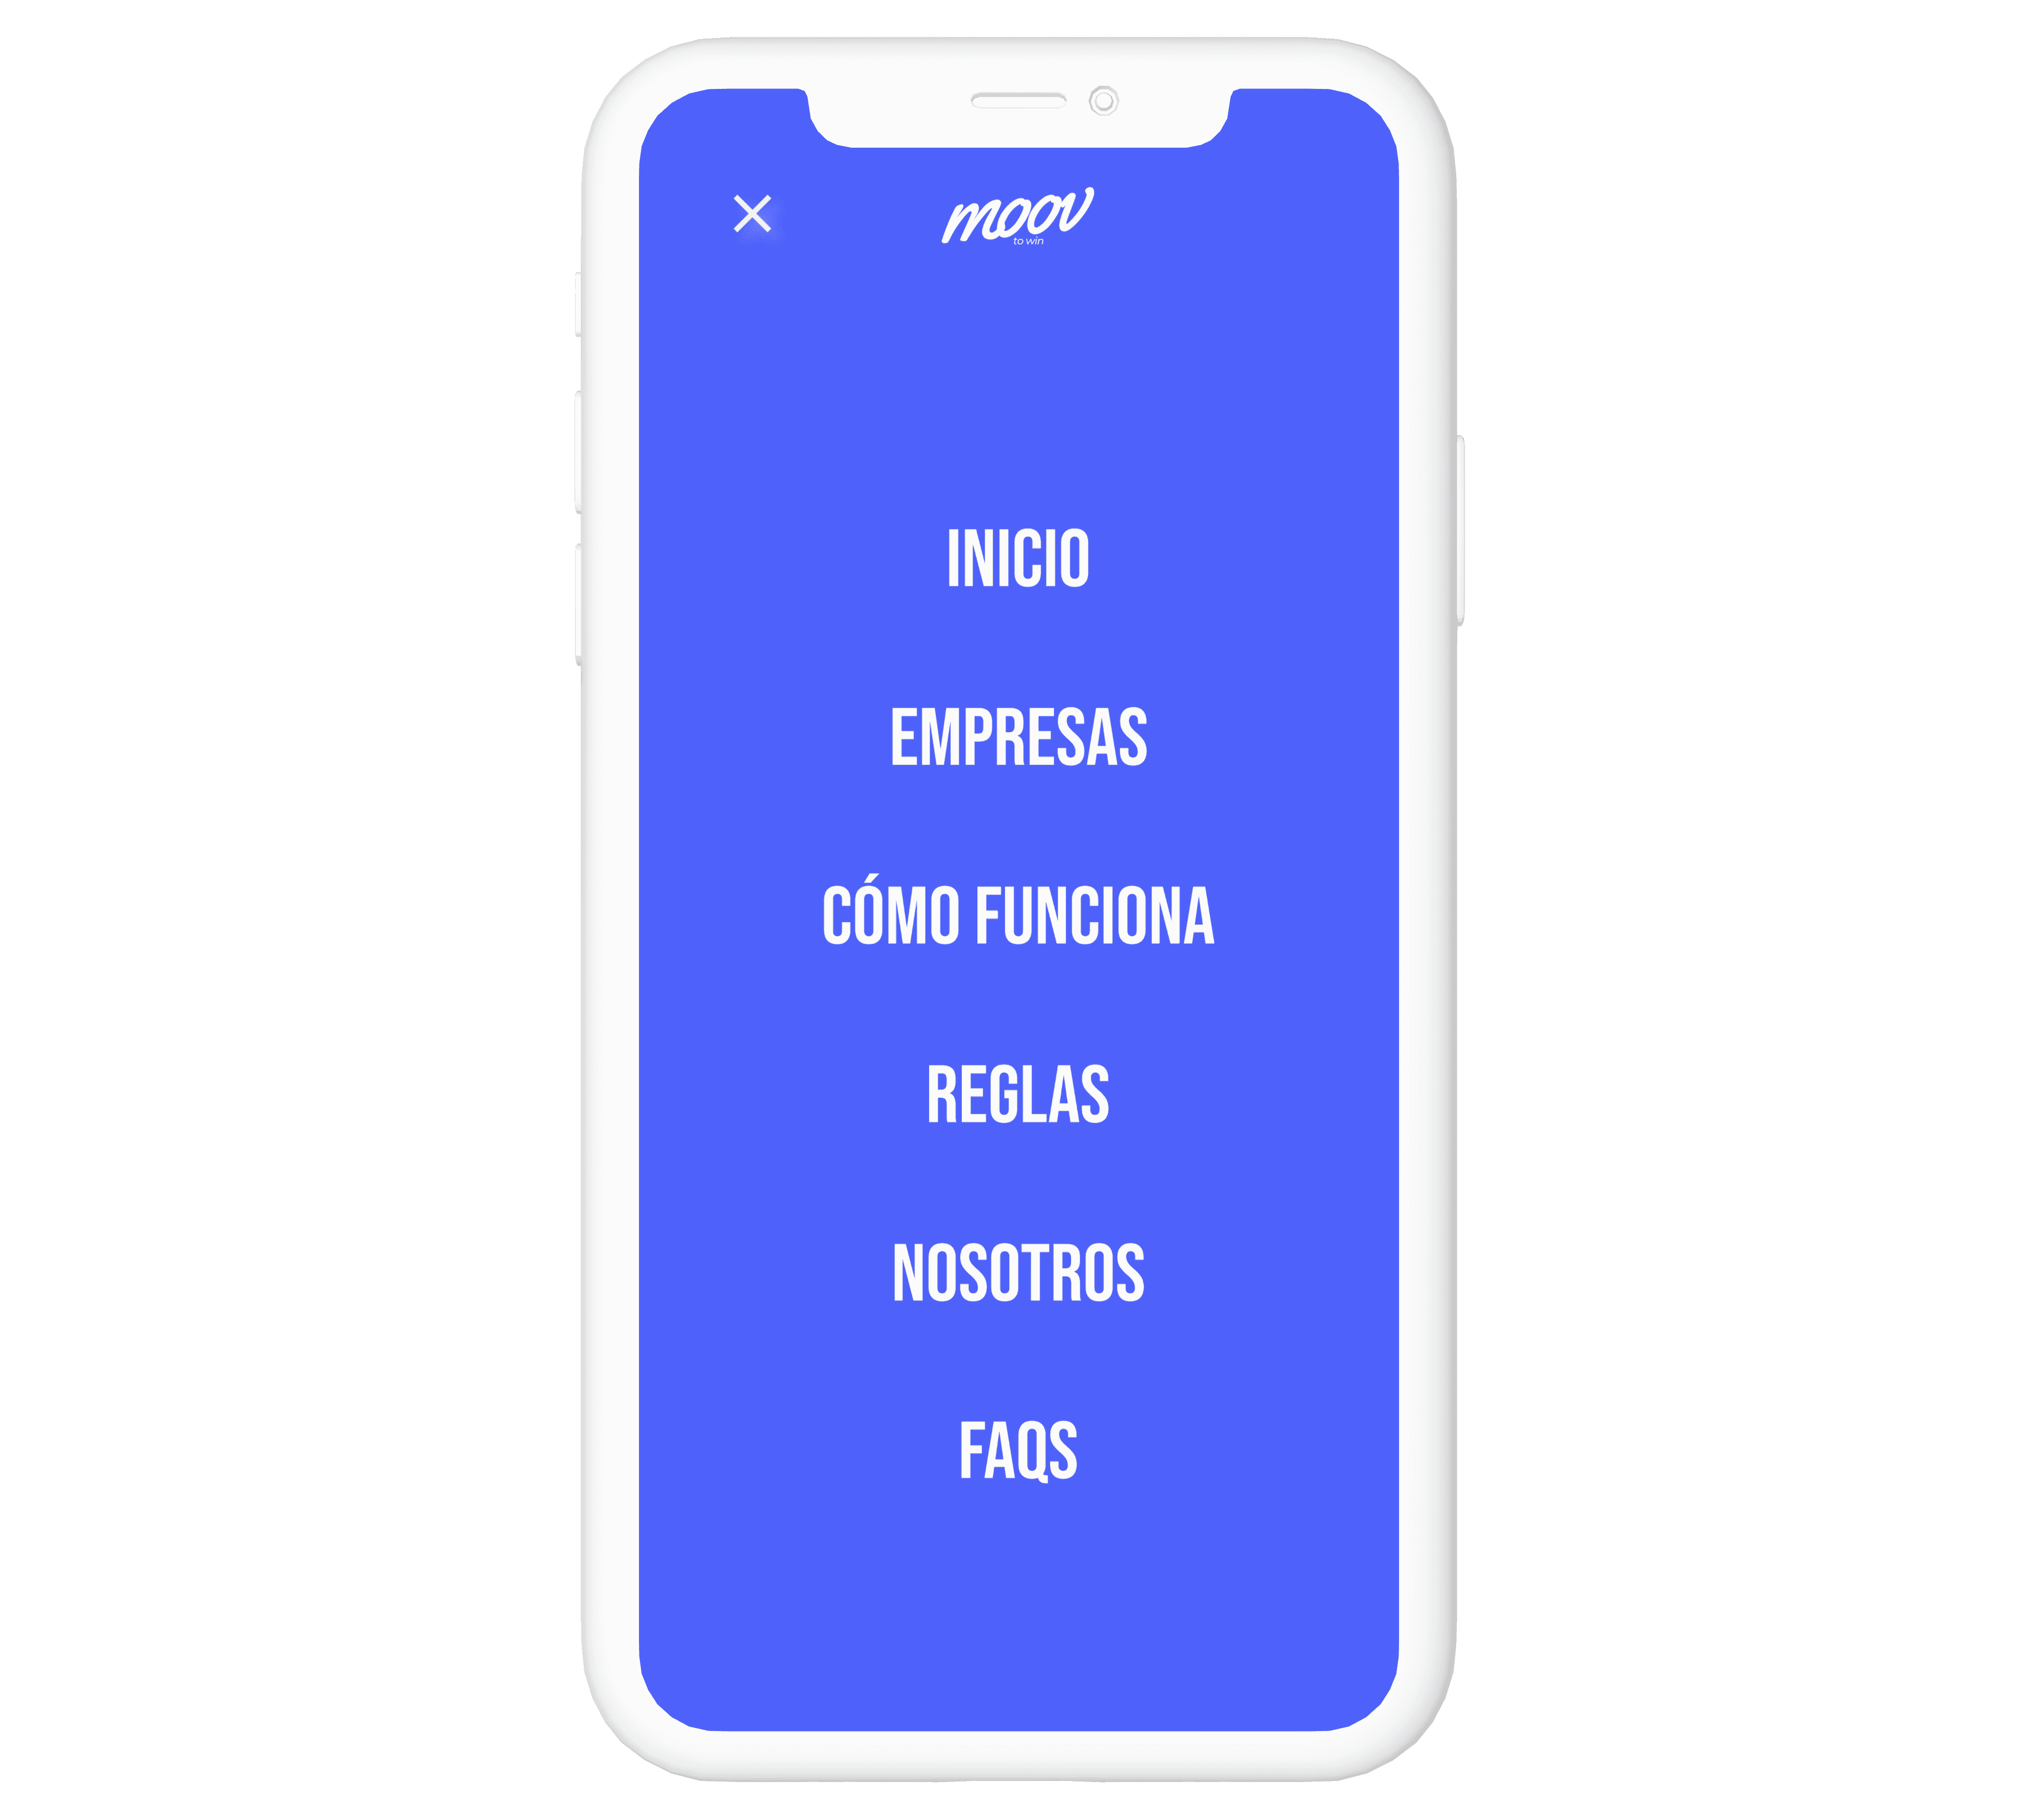 moov
to win
INICIO
EMPRESAS
CÓMO FUNCIONA
REGLAS
NOSOTROS
FAQS